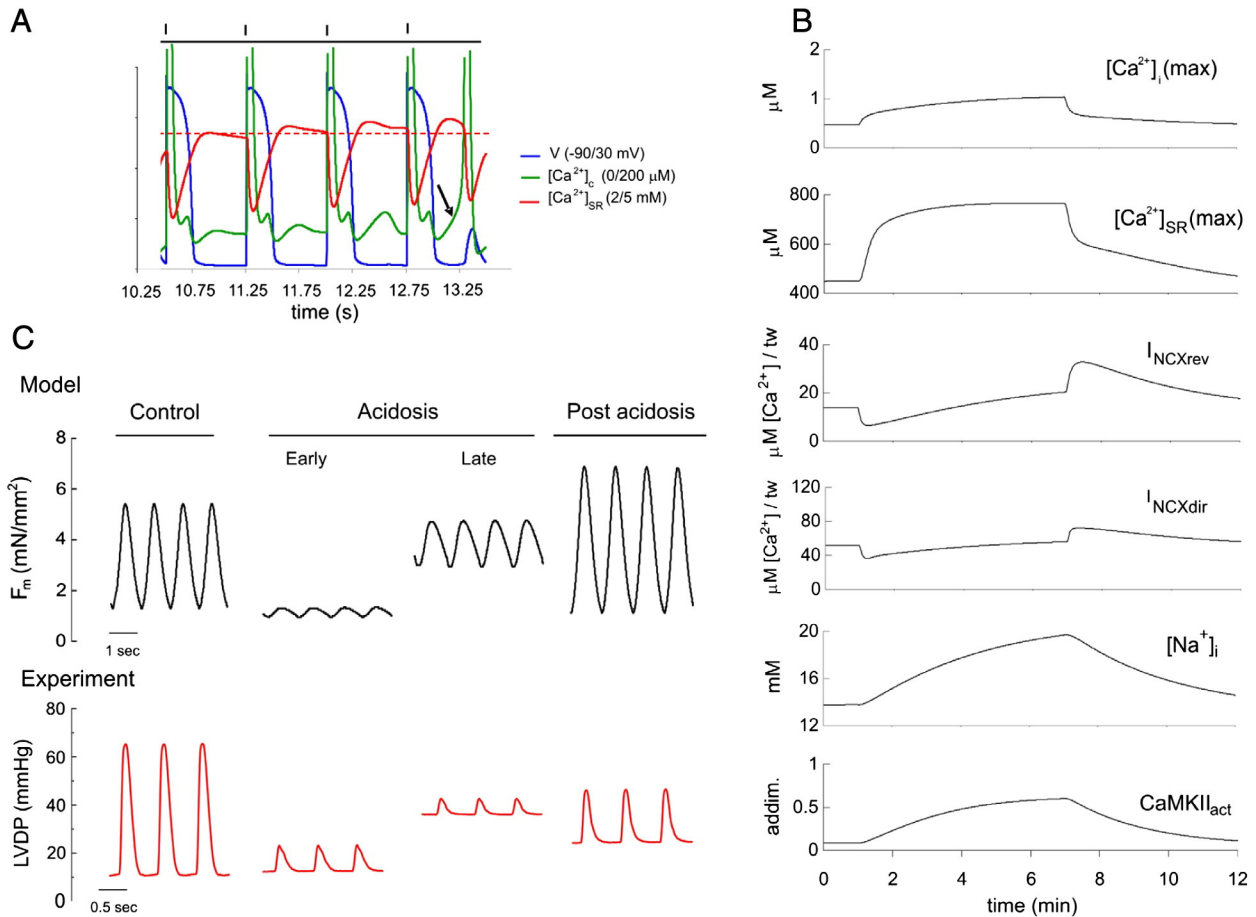 A
V (-90/30 mV)
[Ca²⁺]c (0/200 µM)
[Ca²⁺]SR (2/5 mM)
10.25 10.75 11.25 11.75 12.25 12.75 13.25
time (s)
B
2
1
0
µM
[Ca²⁺]i (max)
800
600
400
µM
[Ca²⁺]SR (max)
40
20
0
µM [Ca²⁺] / tw
INCXrev
120
80
40
0
µM [Ca²⁺] / tw
INCXdir
20
16
12
mM
[Na⁺]i
1
0.5
0
addim.
CaMKIIact
0 2 4 6 8 10 12
time (min)
C
Model
Control Acidosis Post acidosis
Early Late
8
6
4
2
0
Fm (mN/mm²)
1 sec
Experiment
80
60
40
20
0
LVDP (mmHg)
0.5 sec